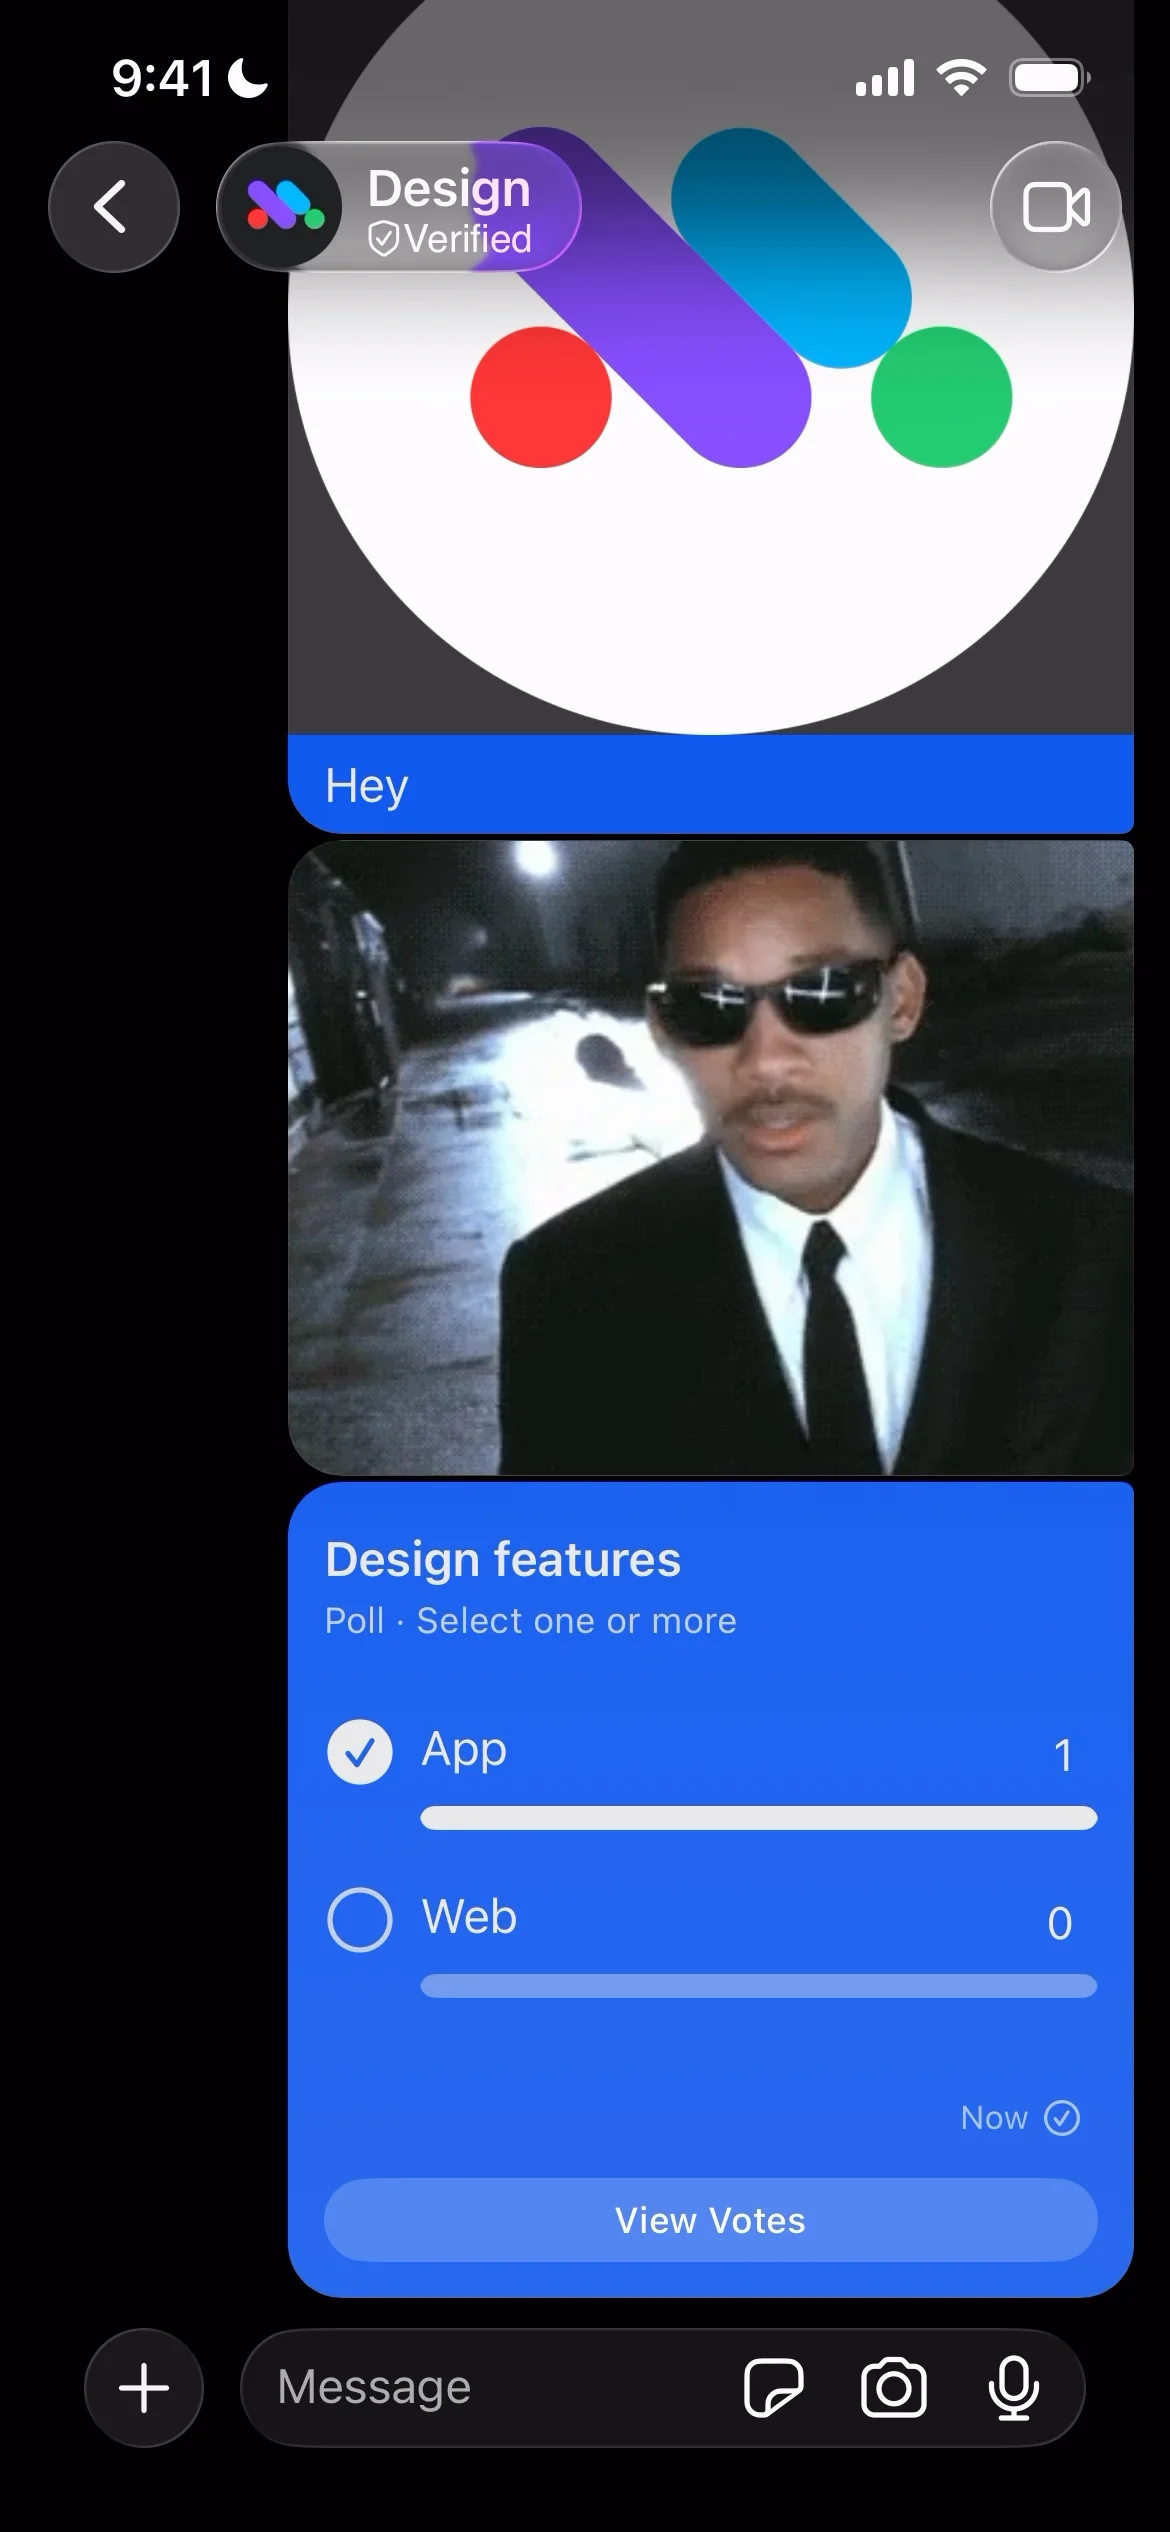 9:41
Design
Verified
Hey
Design features
Poll · Select one or more
App 1
Web 0
Now
View Votes
Message